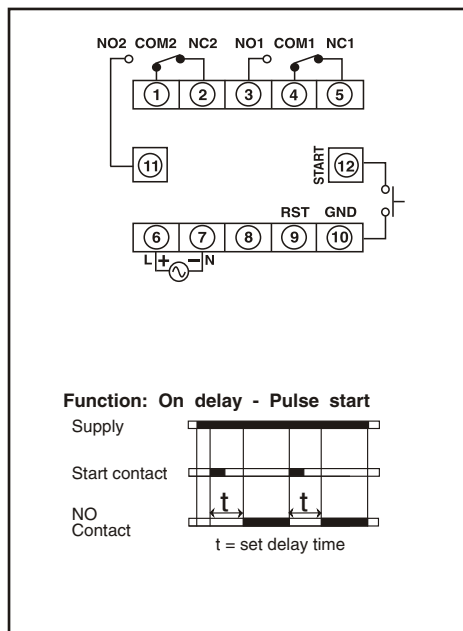 NO2 COM2 NC2 NO1 COM1 NC1
1 2 3 4 5
11 START 12
RST GND
6 7 8 9 10
L + − N
Function: On delay - Pulse start
Supply
Start contact
t t
NO
Contact
t = set delay time